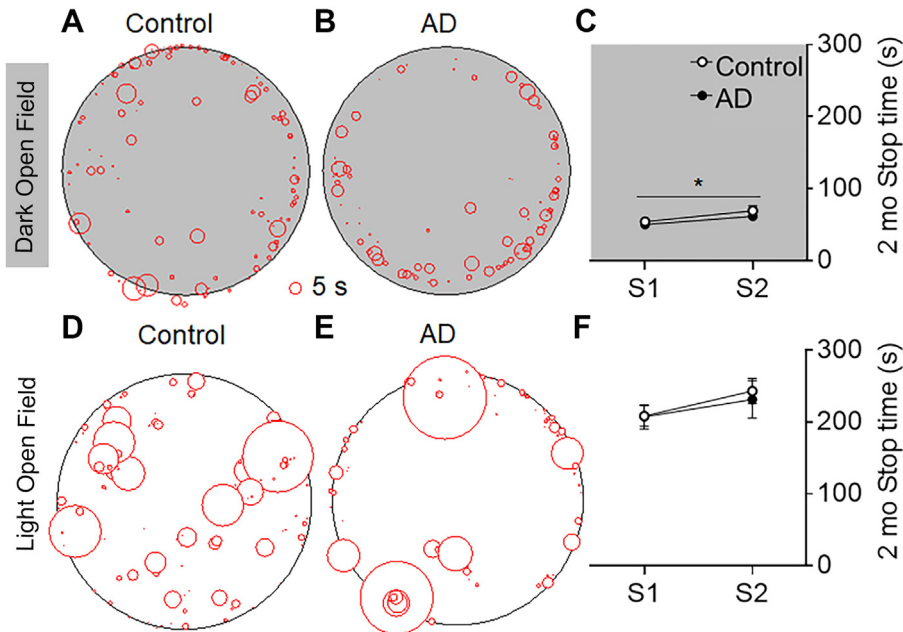 A
Control
B
AD
C
Dark Open Field
5 s
Control
AD
*
300
200
100
0
2 mo Stop time (s)
S1
S2
D
Control
E
AD
F
Light Open Field
300
200
100
0
2 mo Stop time (s)
S1
S2